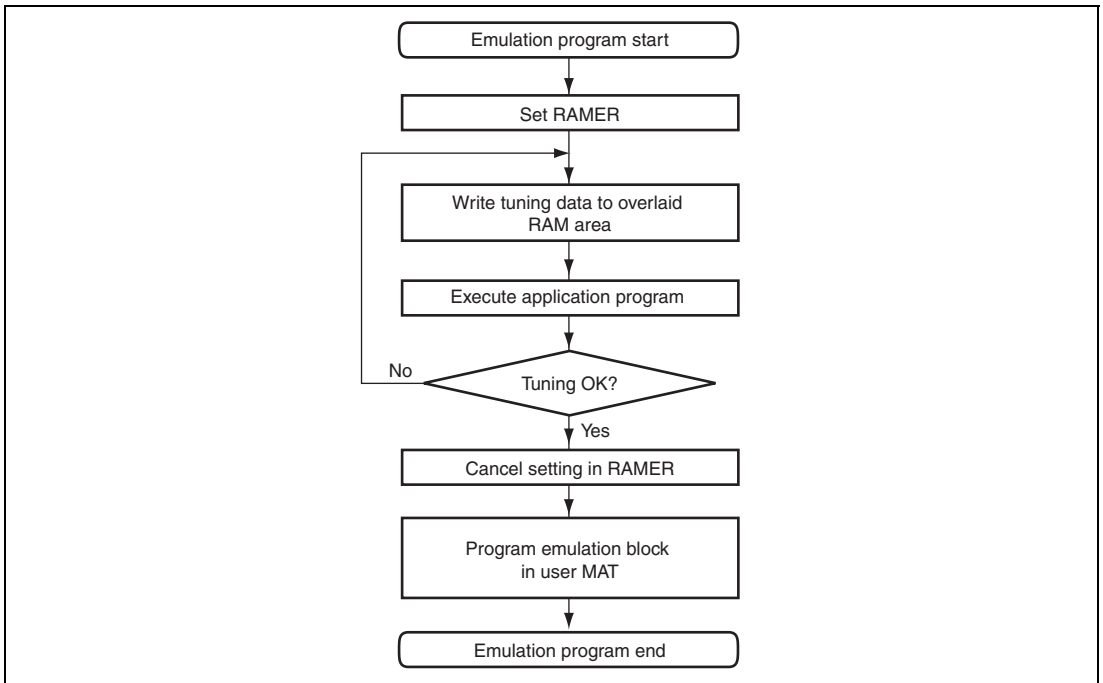 Emulation program start
Set RAMER
Write tuning data to overlaid
RAM area
Execute application program
No
Tuning OK?
Yes
Cancel setting in RAMER
Program emulation block
in user MAT
Emulation program end